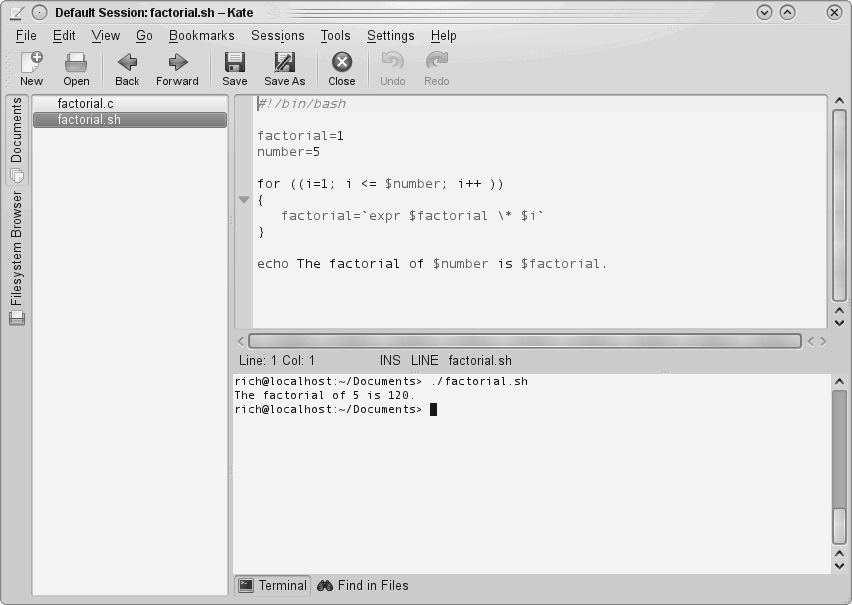 Default Session: factorial.sh – Kate
File Edit View Go Bookmarks Sessions Tools Settings Help
New Open Back Forward Save Save As Close Undo Redo
Documents
Filesystem Browser
factorial.c
factorial.sh
#!/bin/bash
factorial=1
number=5
for ((i=1; i <= $number; i++ ))
{
factorial=`expr $factorial \* $i`
}
echo The factorial of $number is $factorial.
Line: 1 Col: 1 INS LINE factorial.sh
rich@localhost:~/Documents> ./factorial.sh
The factorial of 5 is 120.
rich@localhost:~/Documents>
Terminal Find in Files